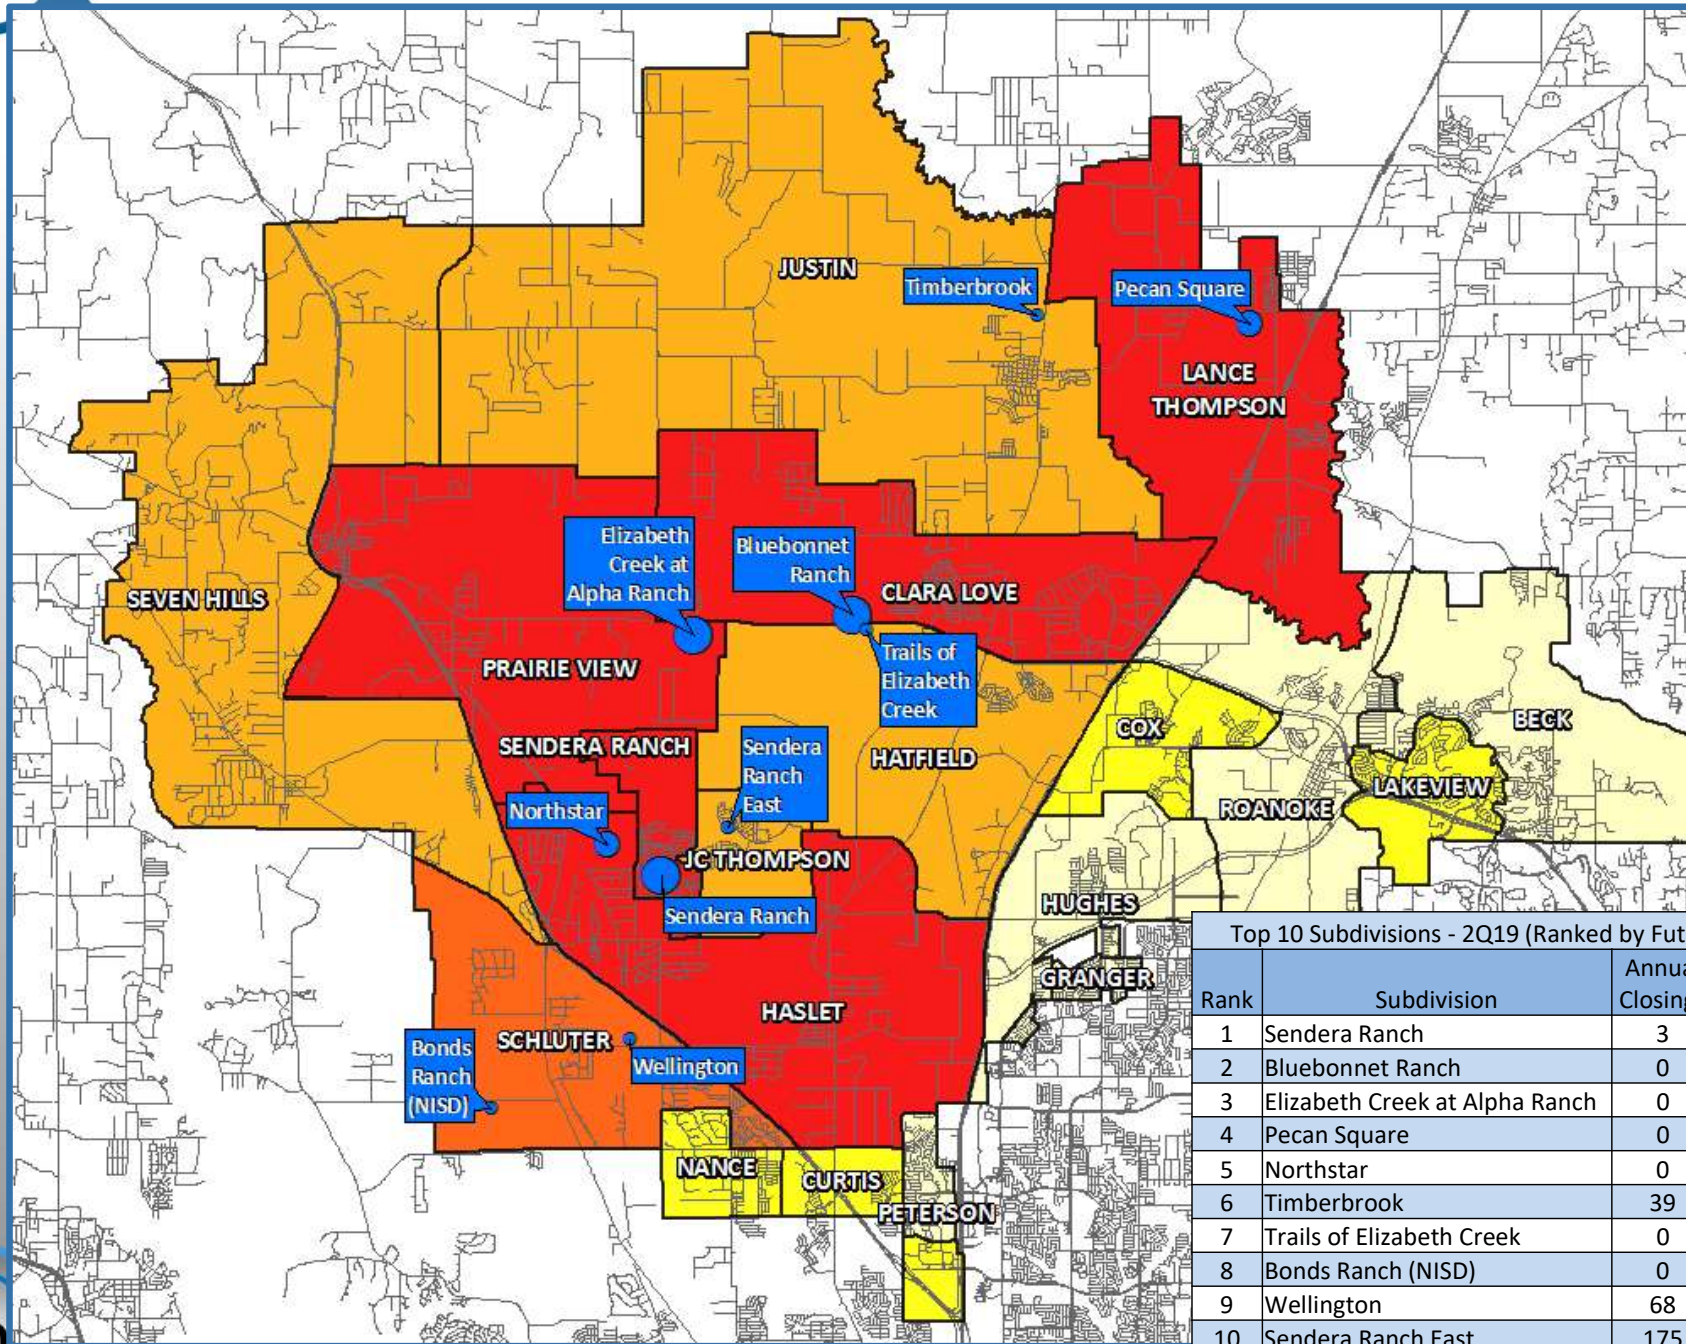 JUSTIN
Timberbrook
Pecan Square
LANCE
THOMPSON
Elizabeth
Creek at
Alpha Ranch
Bluebonnet
Ranch
CLARA LOVE
SEVEN HILLS
Trails of
Elizabeth
Creek
PRAIRIE VIEW
SENDERA RANCH
Sendera
Ranch
East
HATFIELD
COX
BECK
LAKEVIEW
ROANOKE
Northstar
JC THOMPSON
Sendera Ranch
HUGHES
GRANGER
HASLET
SCHLUTER
Bonds
Ranch
(NISD)
Wellington
NANCE
CURTIS
PETERSON
Top 10 Subdivisions - 2Q19 (Ranked by Fut
Rank Subdivision Annua
Closing
1 Sendera Ranch 3
2 Bluebonnet Ranch 0
3 Elizabeth Creek at Alpha Ranch 0
4 Pecan Square 0
5 Northstar 0
6 Timberbrook 39
7 Trails of Elizabeth Creek 0
8 Bonds Ranch (NISD) 0
9 Wellington 68
10 Sendera Ranch East 175